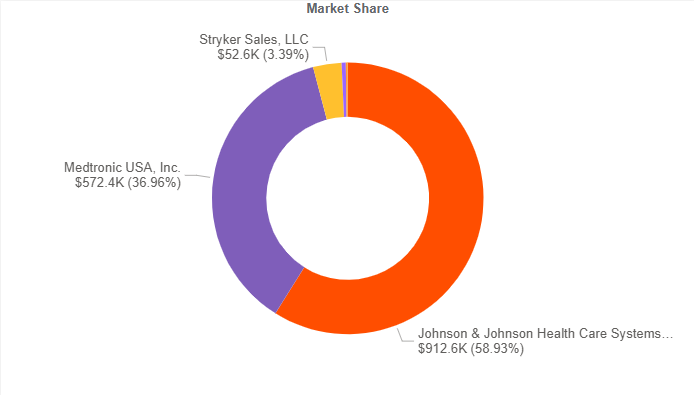 Market Share
Stryker Sales, LLC
$52.6K (3.39%)
Medtronic USA, Inc.
$572.4K (36.96%)
Johnson & Johnson Health Care Systems…
$912.6K (58.93%)